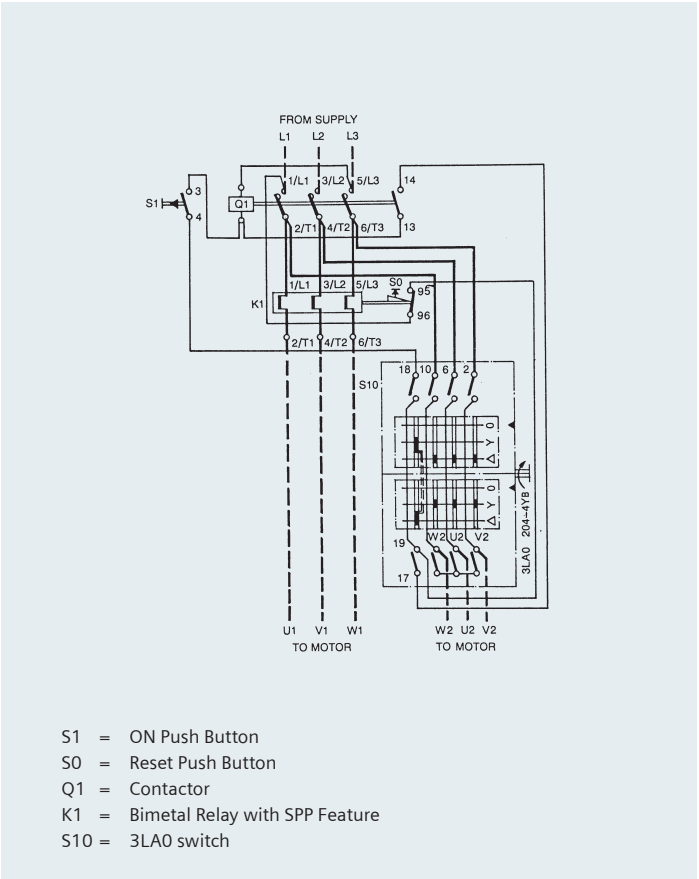 FROM SUPPLY
L1 L2 L3
1/L1 3/L2 5/L3 14
3
S1 Q1
4
13
2/T1 4/T2 6/T3
S0
1/L1 3/L2 5/L3 95
K1
96
2/T1 4/T2 6/T3
18 10 6 2
S10
0
Y
Δ
0
Y
Δ
3LA0 204-4YB
W2 U2 V2
19
17
U1 V1 W1 W2 U2 V2
TO MOTOR TO MOTOR
S1 = ON Push Button
S0 = Reset Push Button
Q1 = Contactor
K1 = Bimetal Relay with SPP Feature
S10 = 3LA0 switch